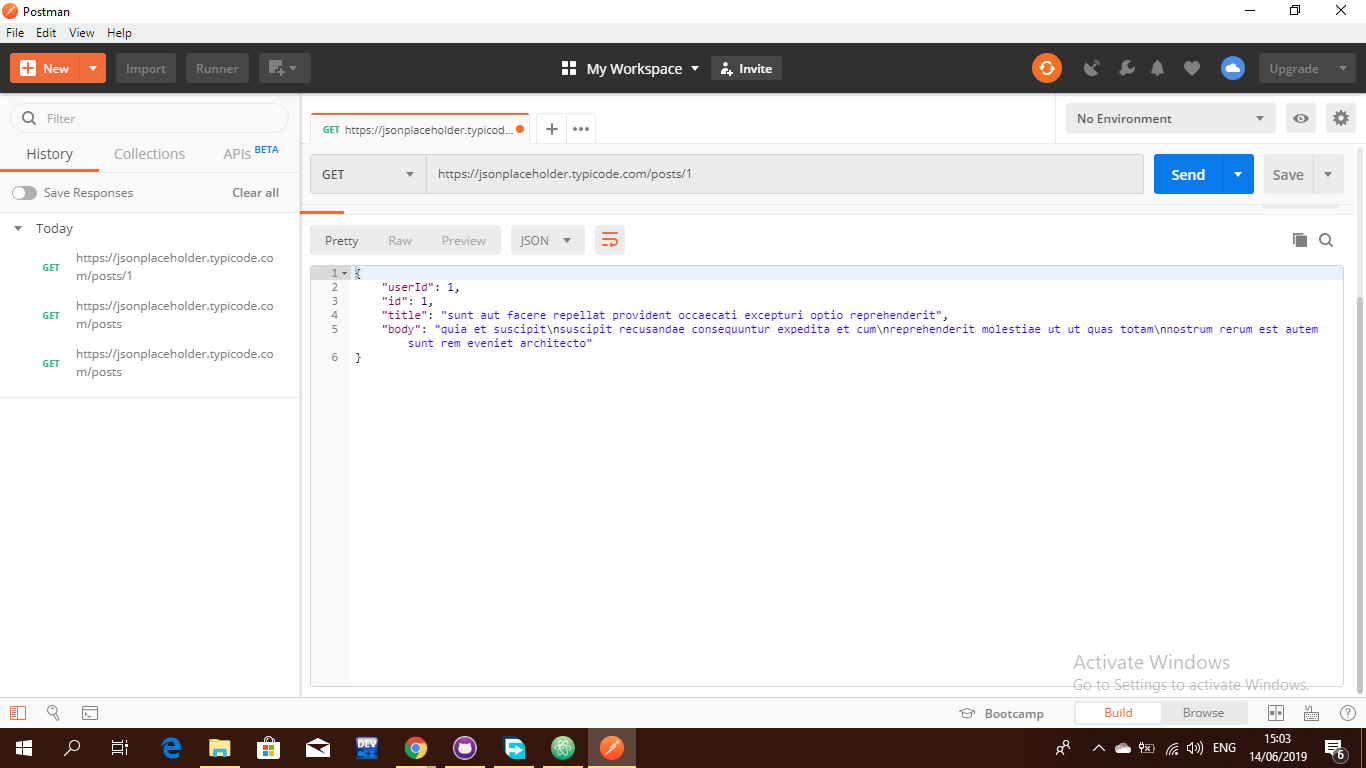 Postman
File Edit View Help
New Import Runner My Workspace Invite Upgrade
Filter
History Collections APIs BETA
Save Responses Clear all
Today
GET https://jsonplaceholder.typicode.co
m/posts/1
GET https://jsonplaceholder.typicode.co
m/posts
GET https://jsonplaceholder.typicode.co
m/posts
GET https://jsonplaceholder.typicod...
No Environment
GET https://jsonplaceholder.typicode.com/posts/1 Send Save
Pretty Raw Preview JSON
1 {
2 "userId": 1,
3 "id": 1,
4 "title": "sunt aut facere repellat provident occaecati excepturi optio reprehenderit",
5 "body": "quia et suscipit\nsuscipit recusandae consequuntur expedita et cum\nreprehenderit molestiae ut ut quas totam\nnostrum rerum est autem
sunt rem eveniet architecto"
6 }
Activate Windows
Go to Settings to activate Windows.
Bootcamp Build Browse
DEV
C++
ENG
15:03
14/06/2019
6